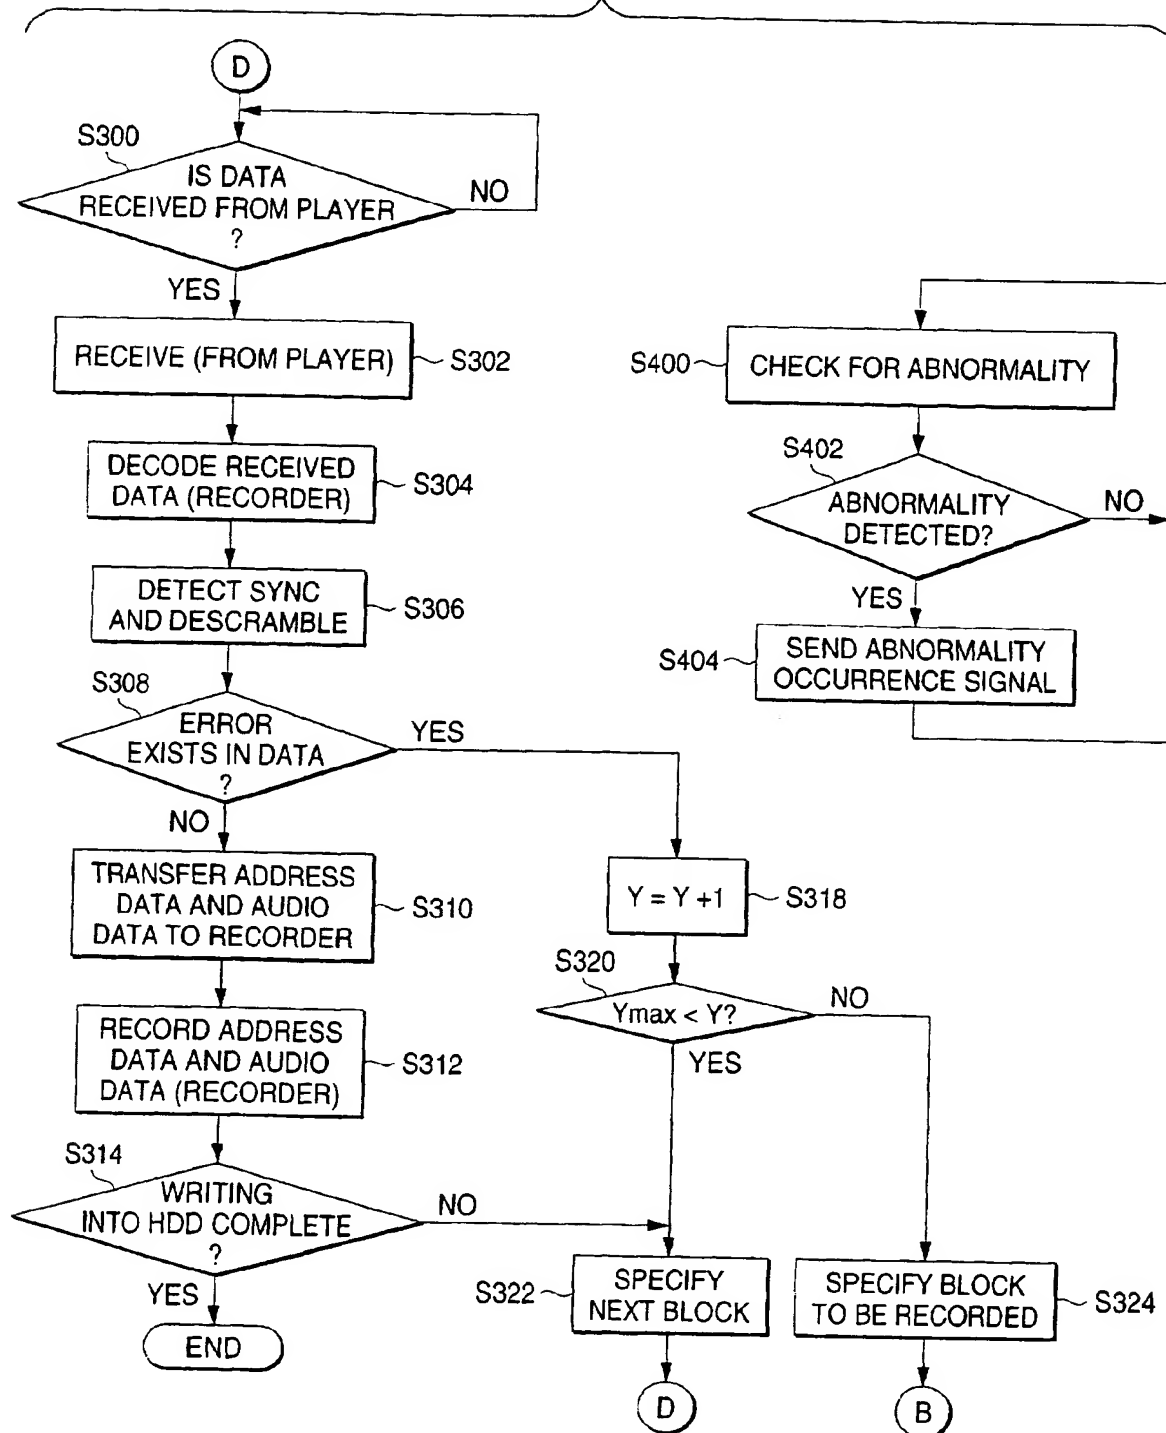 D
S300
IS DATA
RECEIVED FROM PLAYER
?
NO
YES
RECEIVE (FROM PLAYER)
S302
DECODE RECEIVED
DATA (RECORDER)
S304
DETECT SYNC
AND DESCRAMBLE
S306
S308
ERROR
EXISTS IN DATA
?
YES
NO
TRANSFER ADDRESS
DATA AND AUDIO
DATA TO RECORDER
S310
RECORD ADDRESS
DATA AND AUDIO
DATA (RECORDER)
S312
S314
WRITING
INTO HDD COMPLETE
?
NO
YES
END
Y = Y +1
S318
S320
Ymax < Y?
NO
YES
S322
SPECIFY
NEXT BLOCK
D
SPECIFY BLOCK
TO BE RECORDED
S324
B
S400
CHECK FOR ABNORMALITY
S402
ABNORMALITY
DETECTED?
NO
YES
S404
SEND ABNORMALITY
OCCURRENCE SIGNAL